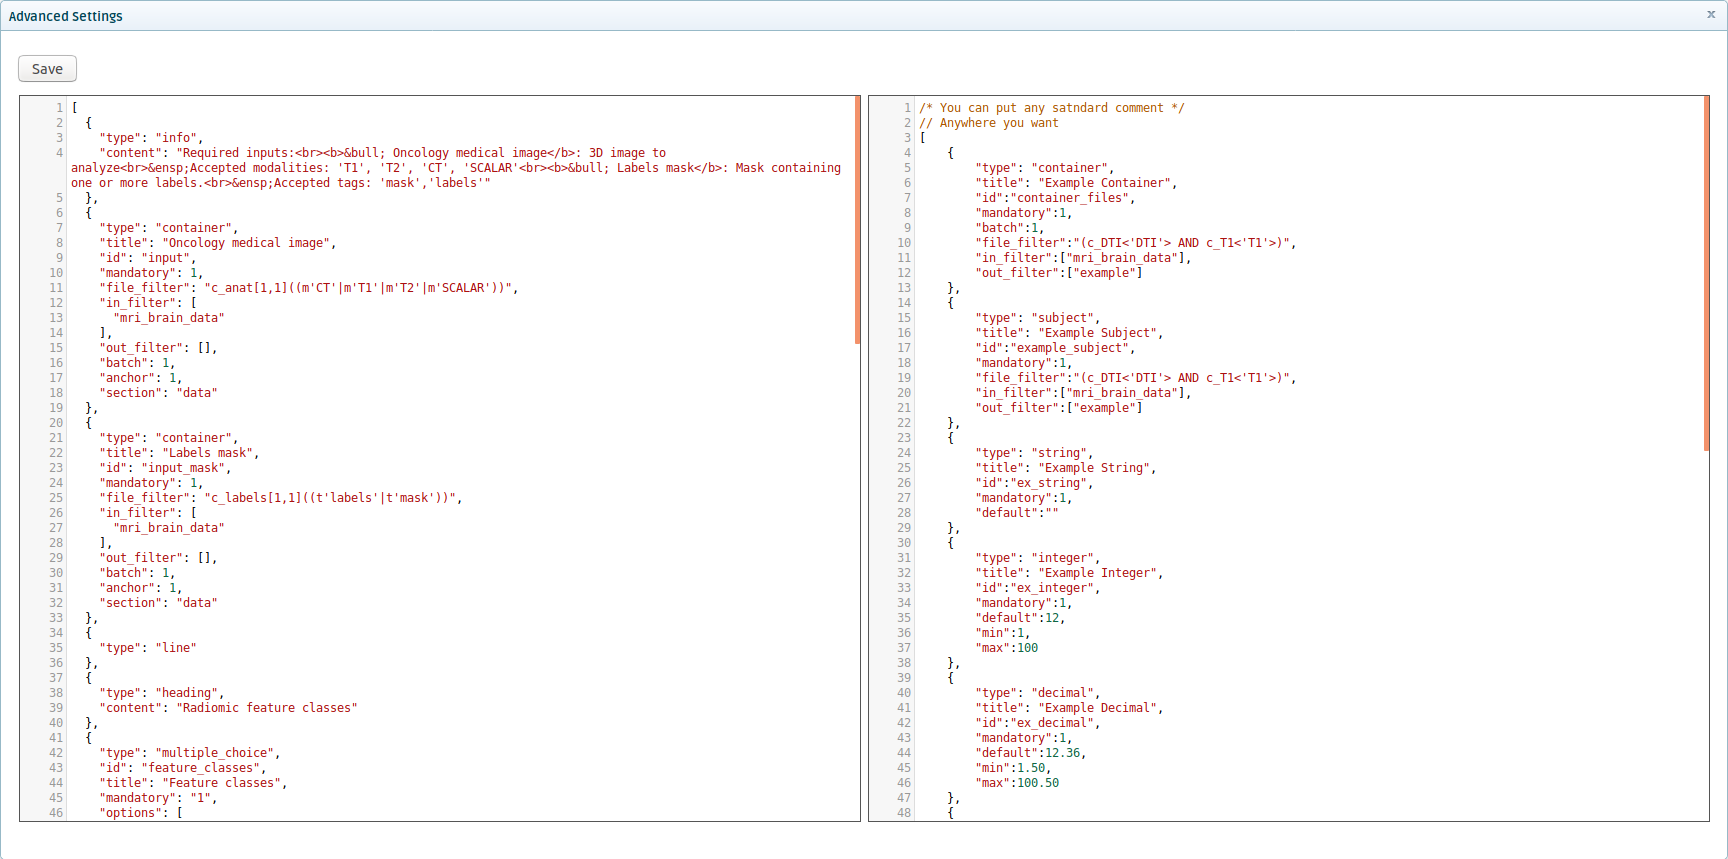 Advanced Settings
x
Save
1 [
2   {
3     "type": "info",
4     "content": "Required inputs:<br><b>&bull; Oncology medical image</b>: 3D image to
analyze<br>&ensp;Accepted modalities: 'T1', 'T2', 'CT', 'SCALAR'<br><b>&bull; Labels mask</b>: Mask containing
one or more labels.<br>&ensp;Accepted tags: 'mask','labels'"
5   },
6   {
7     "type": "container",
8     "title": "Oncology medical image",
9     "id": "input",
10     "mandatory": 1,
11     "file_filter": "c_anat[1,1]((m'CT'|m'T1'|m'T2'|m'SCALAR'))",
12     "in_filter": [
13       "mri_brain_data"
14     ],
15     "out_filter": [],
16     "batch": 1,
17     "anchor": 1,
18     "section": "data"
19   },
20   {
21     "type": "container",
22     "title": "Labels mask",
23     "id": "input_mask",
24     "mandatory": 1,
25     "file_filter": "c_labels[1,1]((t'labels'|t'mask'))",
26     "in_filter": [
27       "mri_brain_data"
28     ],
29     "out_filter": [],
30     "batch": 1,
31     "anchor": 1,
32     "section": "data"
33   },
34   {
35     "type": "line"
36   },
37   {
38     "type": "heading",
39     "content": "Radiomic feature classes"
40   },
41   {
42     "type": "multiple_choice",
43     "id": "feature_classes",
44     "title": "Feature classes",
45     "mandatory": "1",
46     "options": [
1 /* You can put any satndard comment */
2 // Anywhere you want
3 [
4     {
5         "type": "container",
6         "title": "Example Container",
7         "id":"container_files",
8         "mandatory":1,
9         "batch":1,
10         "file_filter":"(c_DTI<'DTI'> AND c_T1<'T1'>)",
11         "in_filter":["mri_brain_data"],
12         "out_filter":["example"]
13     },
14     {
15         "type": "subject",
16         "title": "Example Subject",
17         "id":"example_subject",
18         "mandatory":1,
19         "file_filter":"(c_DTI<'DTI'> AND c_T1<'T1'>)",
20         "in_filter":["mri_brain_data"],
21         "out_filter":["example"]
22     },
23     {
24         "type": "string",
25         "title": "Example String",
26         "id":"ex_string",
27         "mandatory":1,
28         "default":""
29     },
30     {
31         "type": "integer",
32         "title": "Example Integer",
33         "id":"ex_integer",
34         "mandatory":1,
35         "default":12,
36         "min":1,
37         "max":100
38     },
39     {
40         "type": "decimal",
41         "title": "Example Decimal",
42         "id":"ex_decimal",
43         "mandatory":1,
44         "default":12.36,
45         "min":1.50,
46         "max":100.50
47     },
48     {